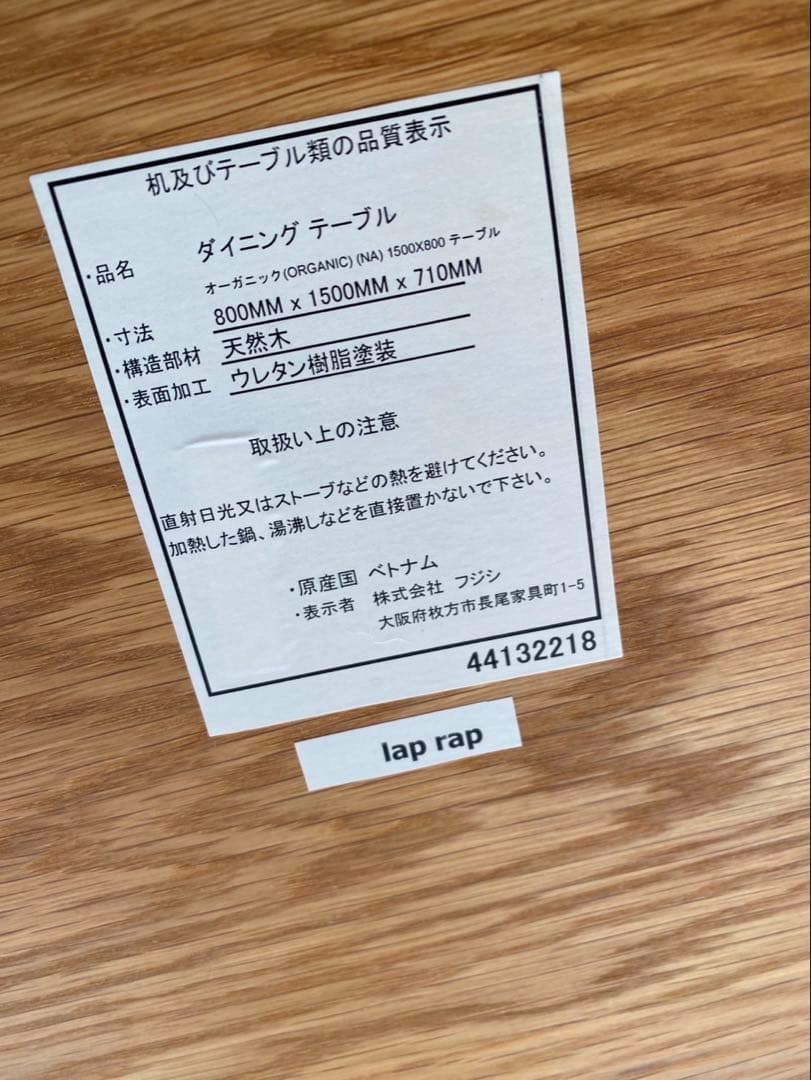 机及びテーブル類の品質表示
・品名 ダイニング テーブル
オーガニック(ORGANIC) (NA) 1500X800 テーブル
・寸法 800MM x 1500MM x 710MM
・構造部材 天然木
・表面加工 ウレタン樹脂塗装
取扱い上の注意
直射日光又はストーブなどの熱を避けてください。
加熱した鍋、湯沸しなどを直接置かないで下さい。
・原産国 ベトナム
・表示者 株式会社 フジシ
大阪府枚方市長尾家具町1-5
44132218
lap rap